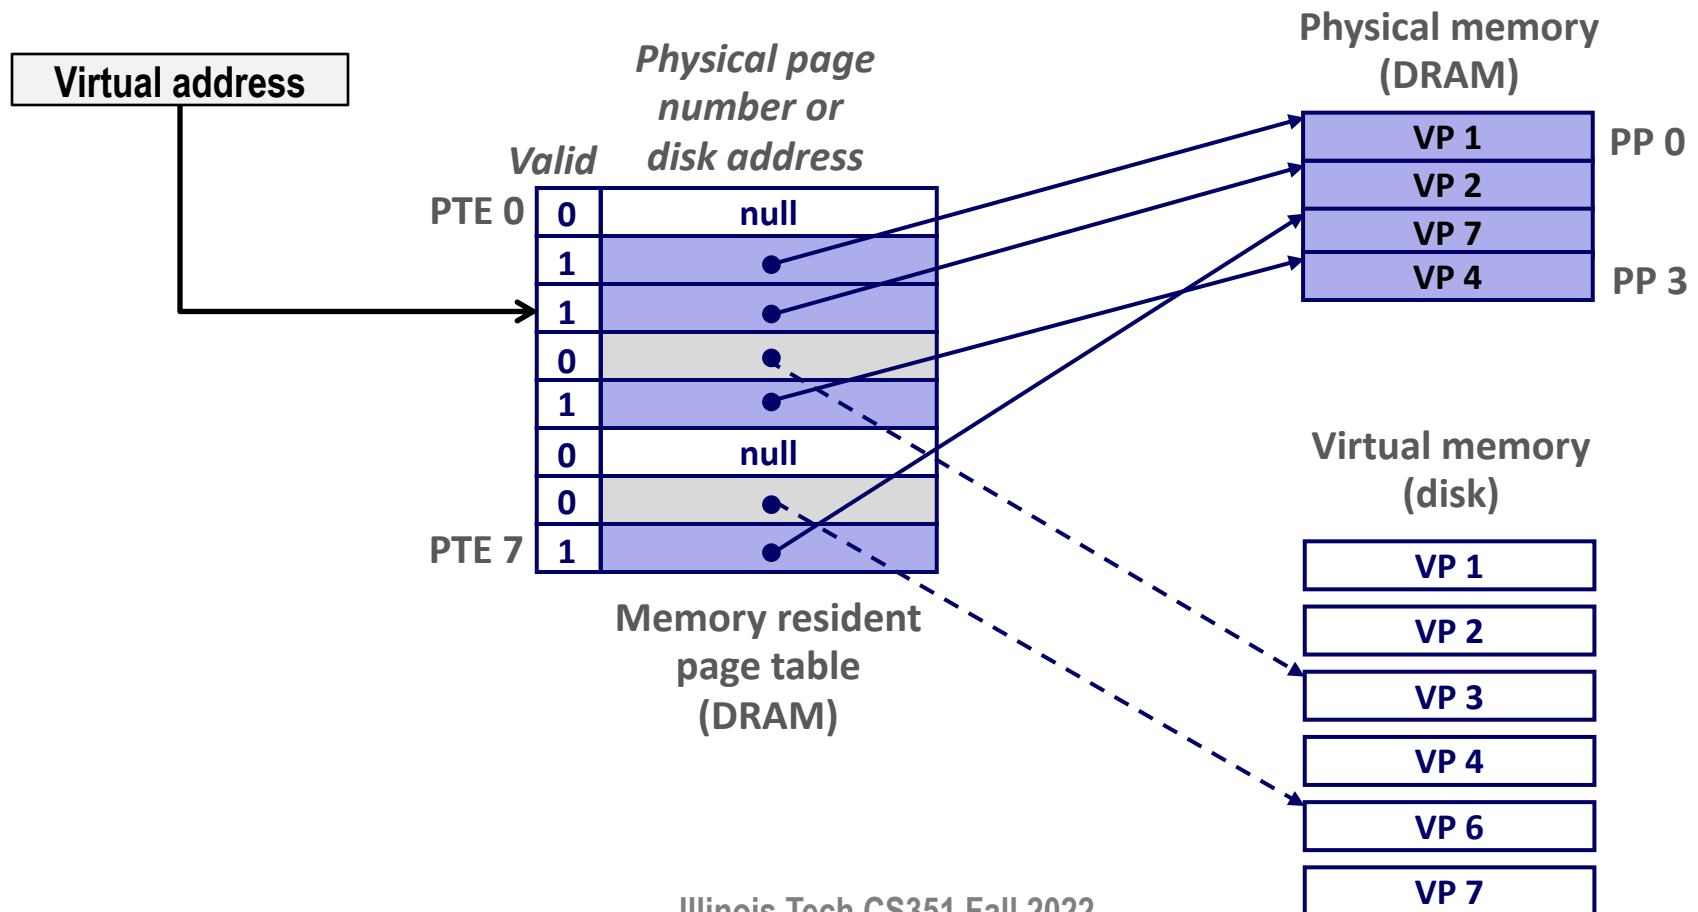 Virtual address
Physical page
number or
disk address
Valid
PTE 0
0
null
1
1
0
1
0
null
0
PTE 7
1
Memory resident
page table
(DRAM)
Physical memory
(DRAM)
VP 1
PP 0
VP 2
VP 7
VP 4
PP 3
Virtual memory
(disk)
VP 1
VP 2
VP 3
VP 4
VP 6
VP 7
Illinois Tech CS351 Fall 2022